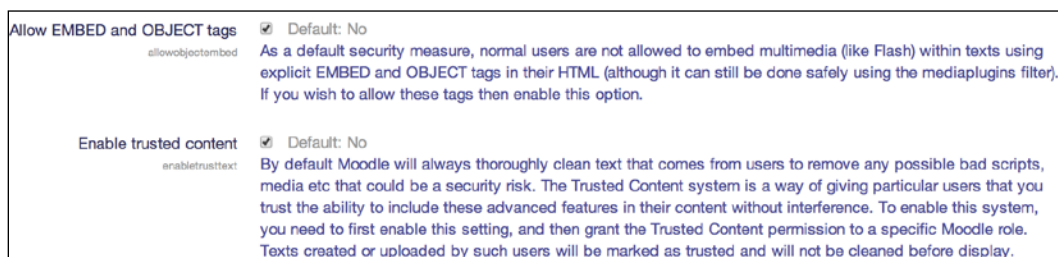 Allow EMBED and OBJECT tags
Default: No
allowobjectembed
As a default security measure, normal users are not allowed to embed multimedia (like Flash) within texts using
explicit EMBED and OBJECT tags in their HTML (although it can still be done safely using the mediaplugins filter).
If you wish to allow these tags then enable this option.
Enable trusted content
Default: No
enabletrusttext
By default Moodle will always thoroughly clean text that comes from users to remove any possible bad scripts,
media etc that could be a security risk. The Trusted Content system is a way of giving particular users that you
trust the ability to include these advanced features in their content without interference. To enable this system,
you need to first enable this setting, and then grant the Trusted Content permission to a specific Moodle role.
Texts created or uploaded by such users will be marked as trusted and will not be cleaned before display.